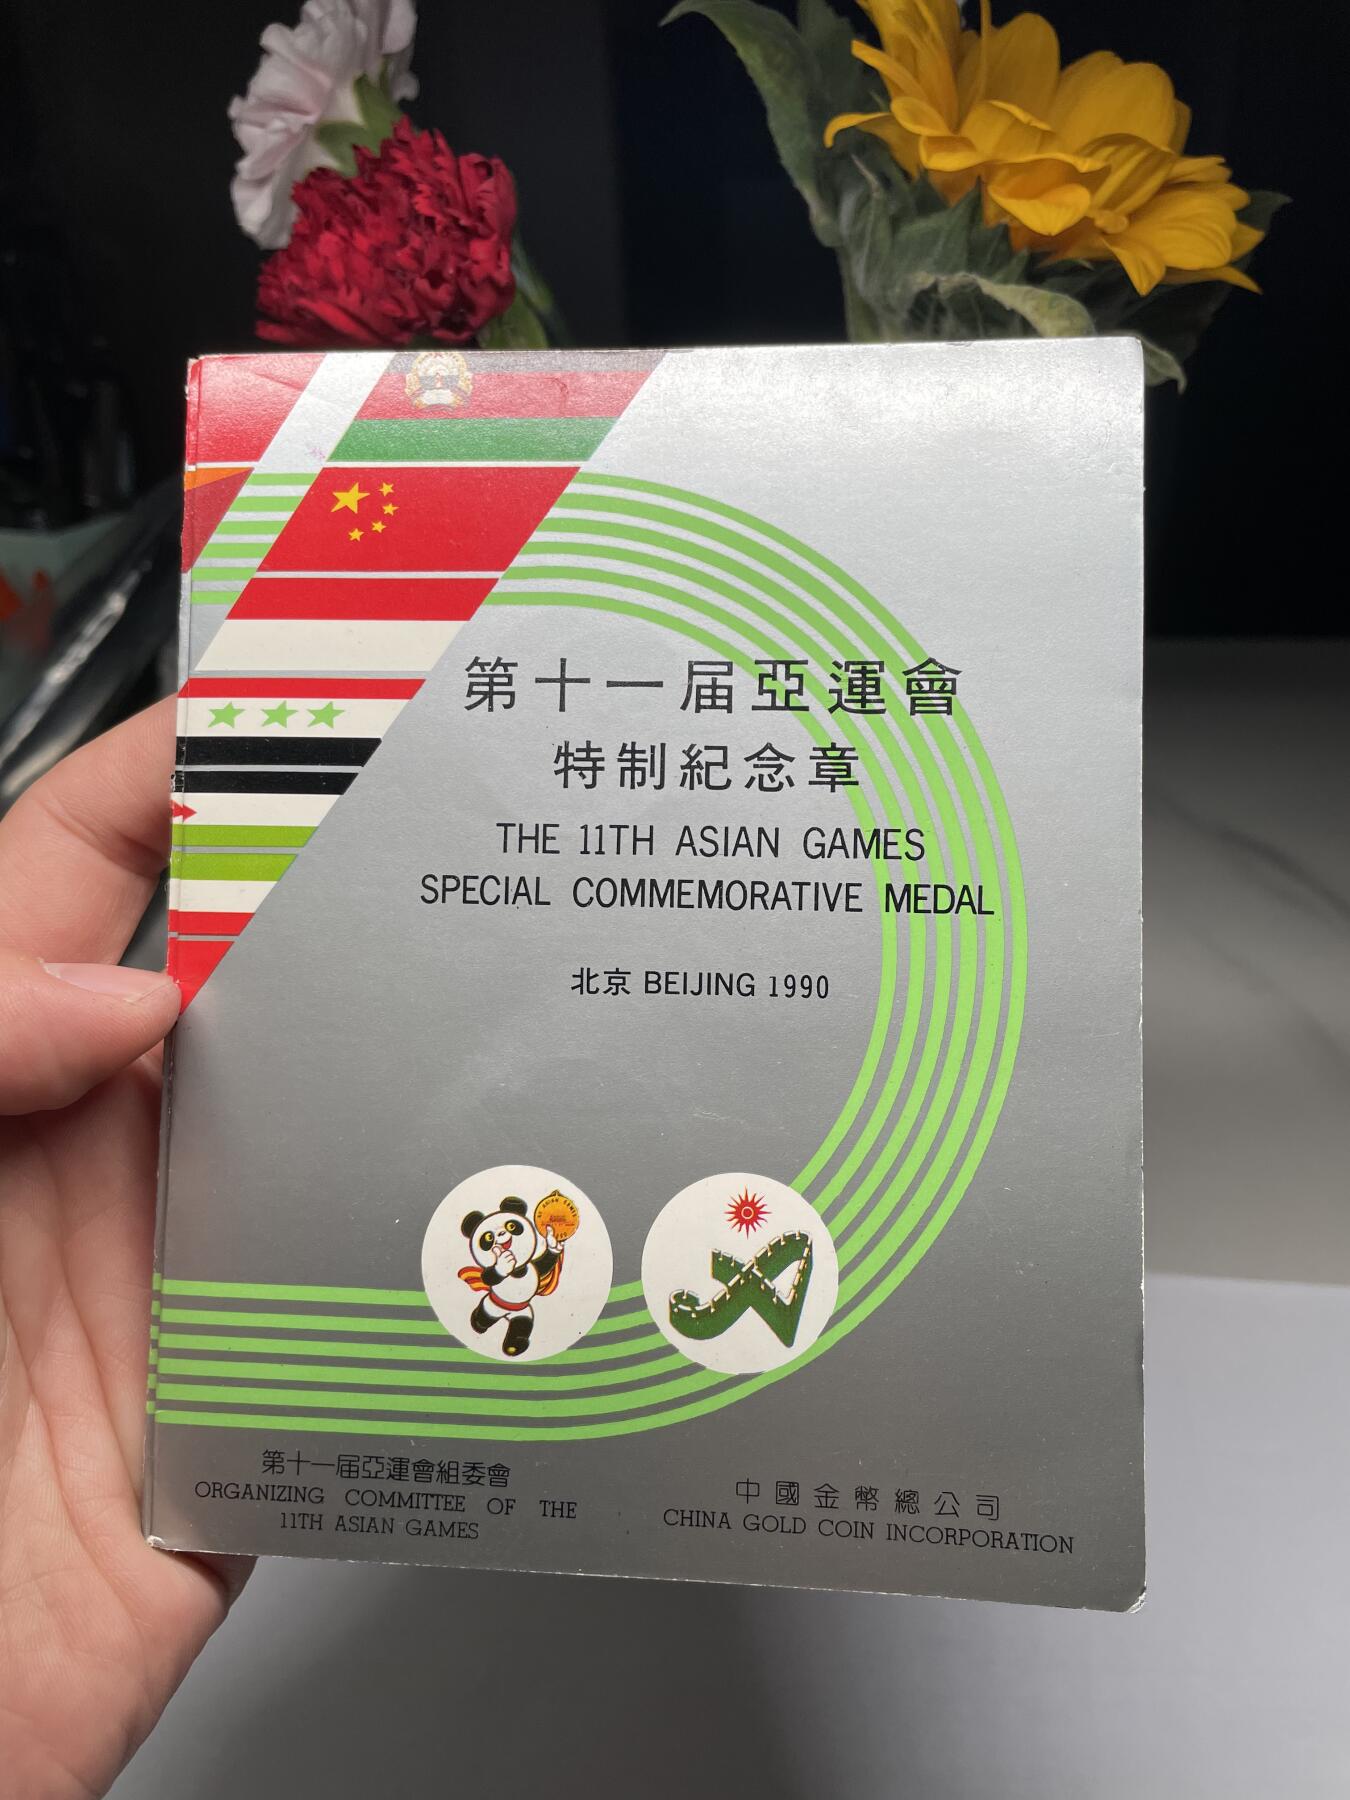 第十一届亞運會
特制紀念章
THE 11TH ASIAN GAMES
SPECIAL COMMEMORATIVE MEDAL
北京 BEIJING 1990
第十一届亞運會組委會
ORGANIZING COMMITTEE OF THE
11TH ASIAN GAMES
中國金幣總公司
CHINA GOLD COIN INCORPORATION